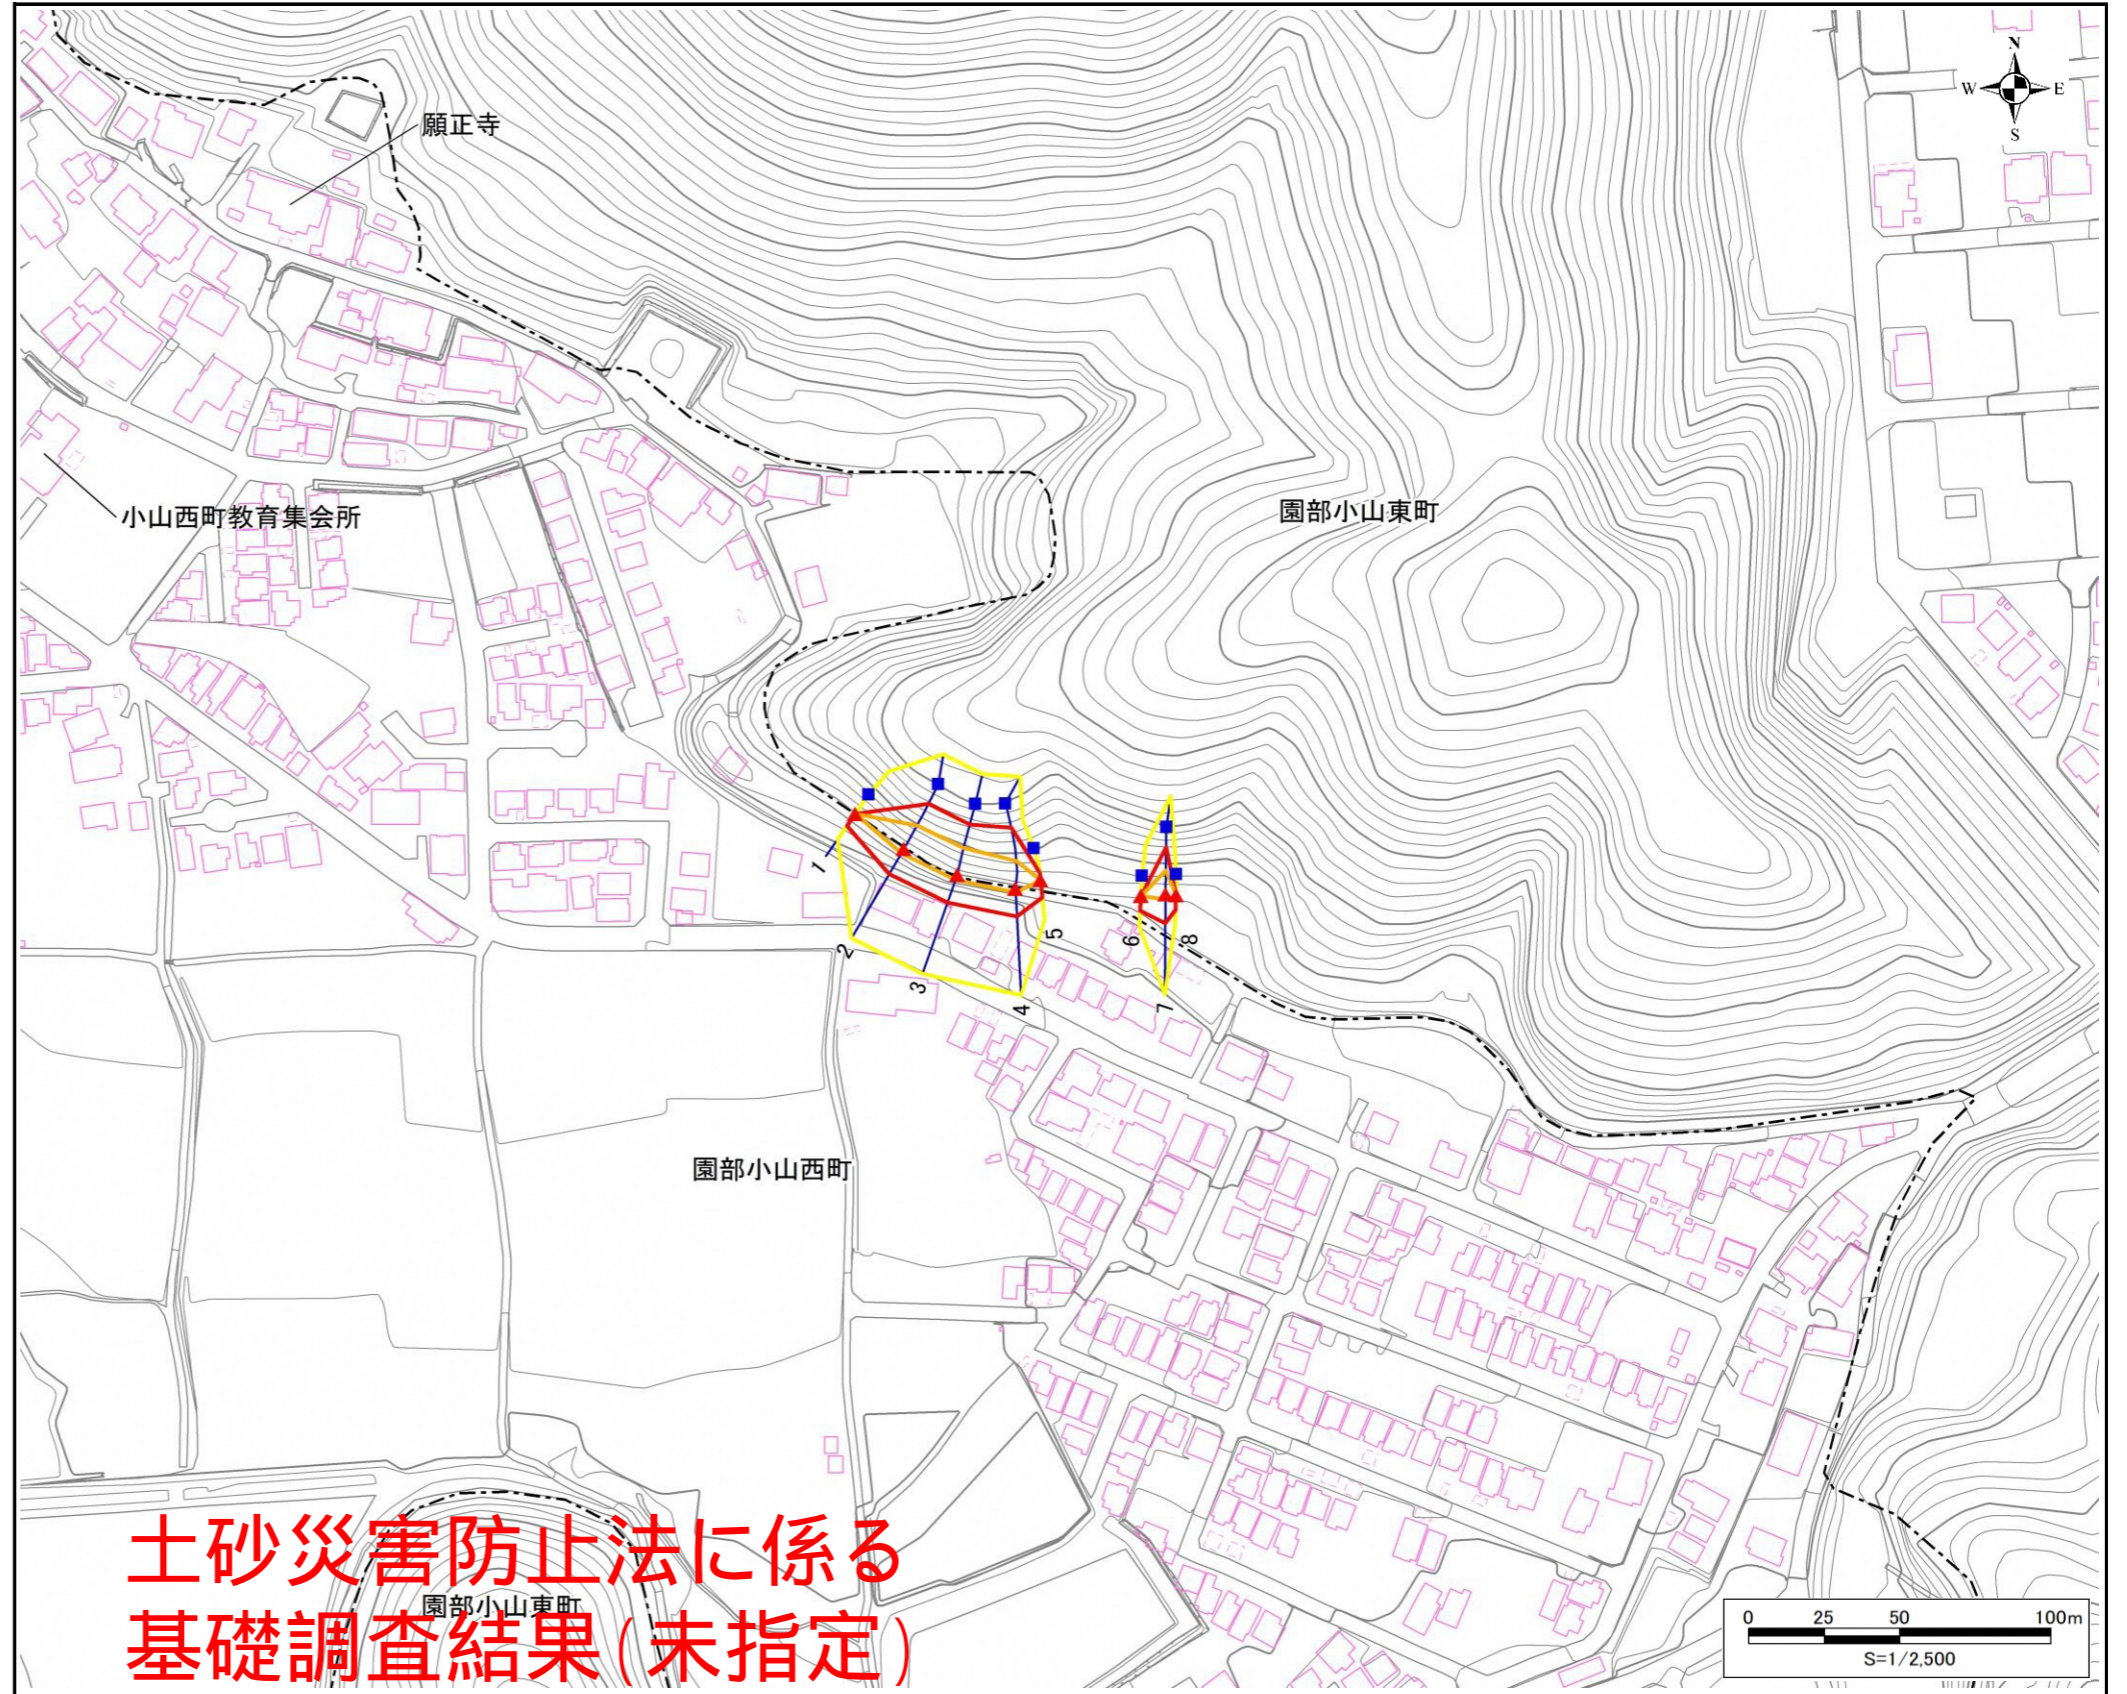 N
W E
S
願正寺
小山西町教育集会所
園部小山東町
1
2
3
4
5
6
7
8
園部小山西町
土砂災害防止法に係る
園部小山東町
基礎調査結果(未指定)
0 25 50 100m
S=1/2,500